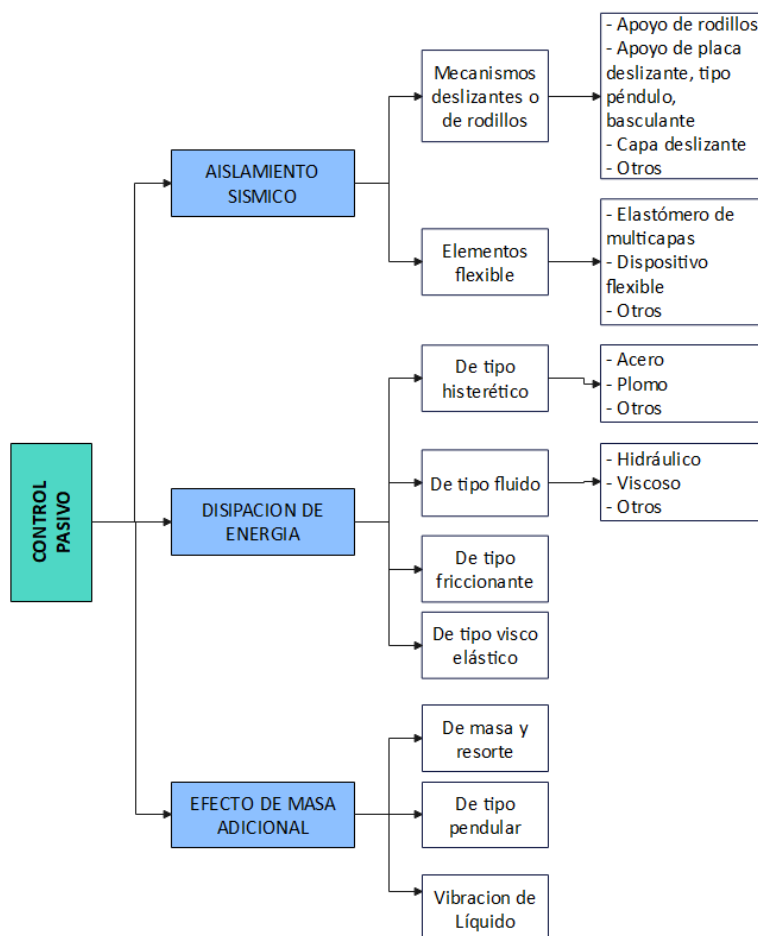 CONTROL
PASIVO
AISLAMIENTO
SISMICO
Mecanismos
deslizantes o
de rodillos
- Apoyo de rodillos
- Apoyo de placa
deslizante, tipo
péndulo,
basculante
- Capa deslizante
- Otros
Elementos
flexible
- Elastómero de
multicapas
- Dispositivo
flexible
- Otros
DISIPACION DE
ENERGIA
De tipo
histerético
- Acero
- Plomo
- Otros
De tipo fluido
- Hidráulico
- Viscoso
- Otros
De tipo
friccionante
De tipo visco
elástico
EFECTO DE MASA
ADICIONAL
De masa y
resorte
De tipo
pendular
Vibracion de
Líquido